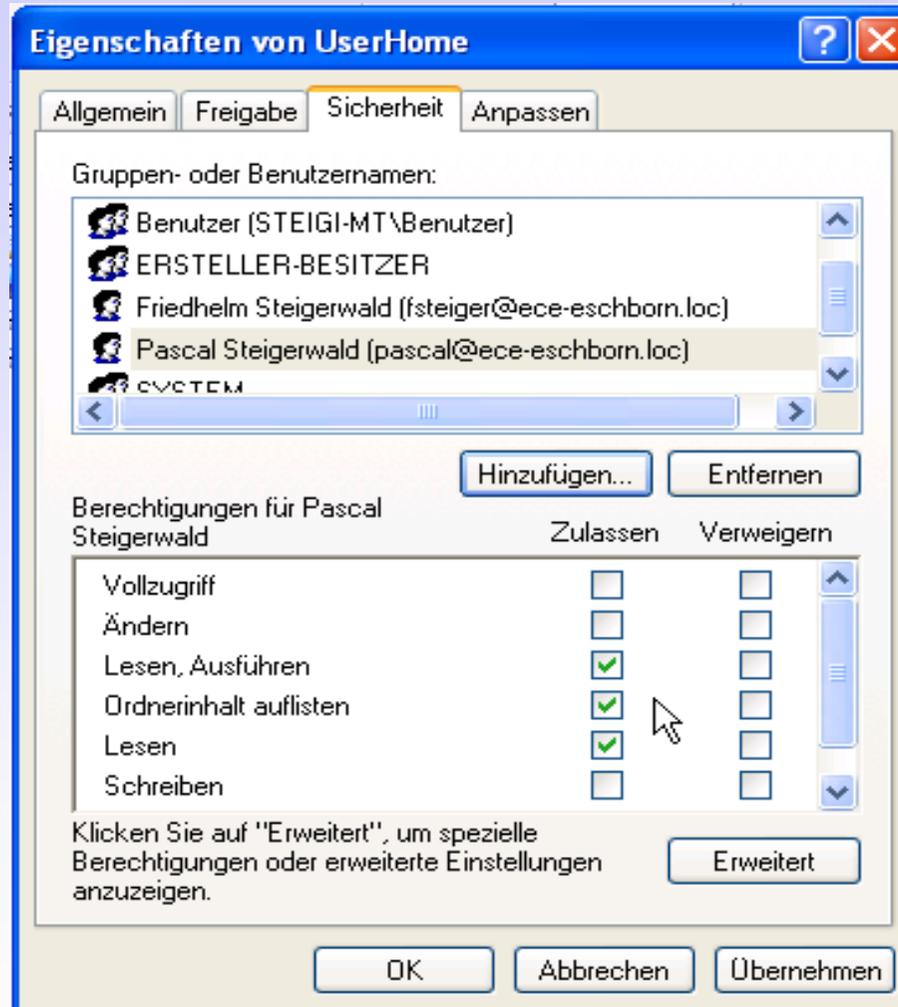 Eigenschaften von UserHome
Allgemein Freigabe Sicherheit Anpassen
Gruppen- oder Benutzernamen:
Benutzer (STEIGI-MT\Benutzer)
ERSTELLER-BESITZER
Friedhelm Steigerwald (fsteiger@ece-eschborn.loc)
Pascal Steigerwald (pascal@ece-eschborn.loc)
SYSTEM
Hinzufügen... Entfernen
Berechtigungen für Pascal
Steigerwald Zulassen Verweigern
Vollzugriff
Ändern
Lesen, Ausführen
Ordnerinhalt auflisten
Lesen
Schreiben
Klicken Sie auf "Erweitert", um spezielle
Berechtigungen oder erweiterte Einstellungen
anzuzeigen.
Erweitert
OK Abbrechen Übernehmen